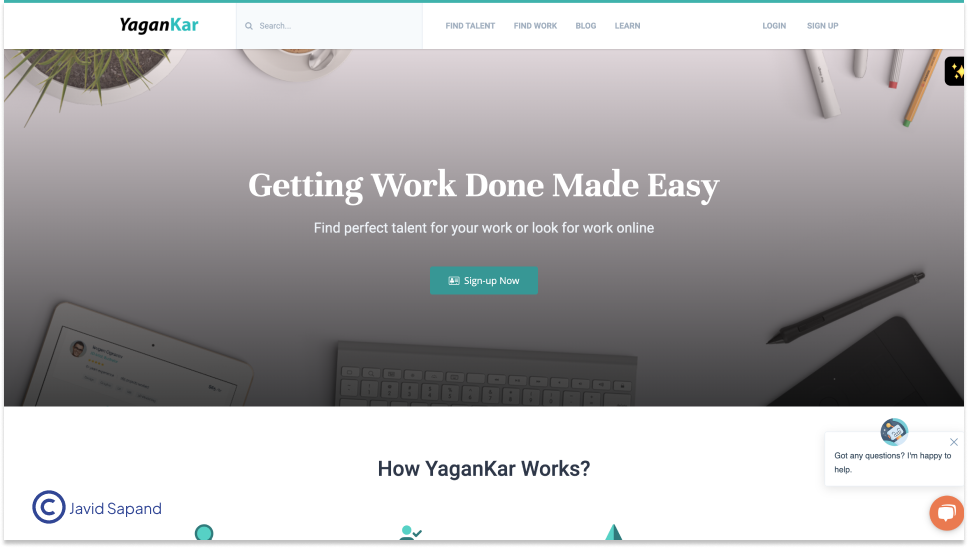 YaganKar
Search...
FIND TALENT
FIND WORK
BLOG
LEARN
LOGIN
SIGN UP
Getting Work Done Made Easy
Find perfect talent for your work or look for work online
Sign-up Now
How YaganKar Works?
Got any questions? I'm happy to
help.
© Javid Sapand